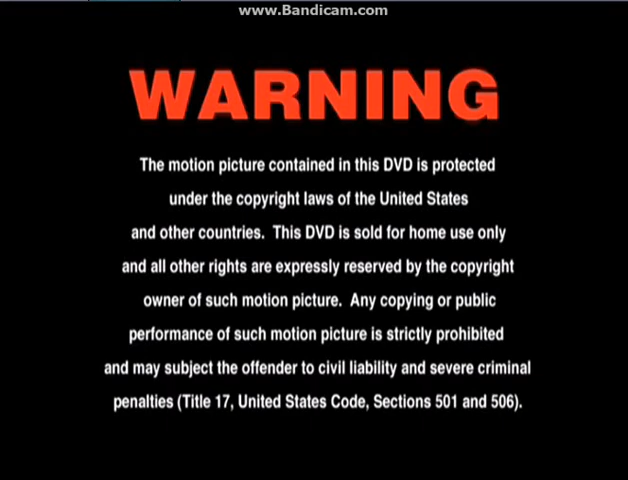 www.Bandicam.com
WARNING
The motion picture contained in this DVD is protected
under the copyright laws of the United States
and other countries.  This DVD is sold for home use only
and all other rights are expressly reserved by the copyright
owner of such motion picture.  Any copying or public
performance of such motion picture is strictly prohibited
and may subject the offender to civil liability and severe criminal
penalties (Title 17, United States Code, Sections 501 and 506).